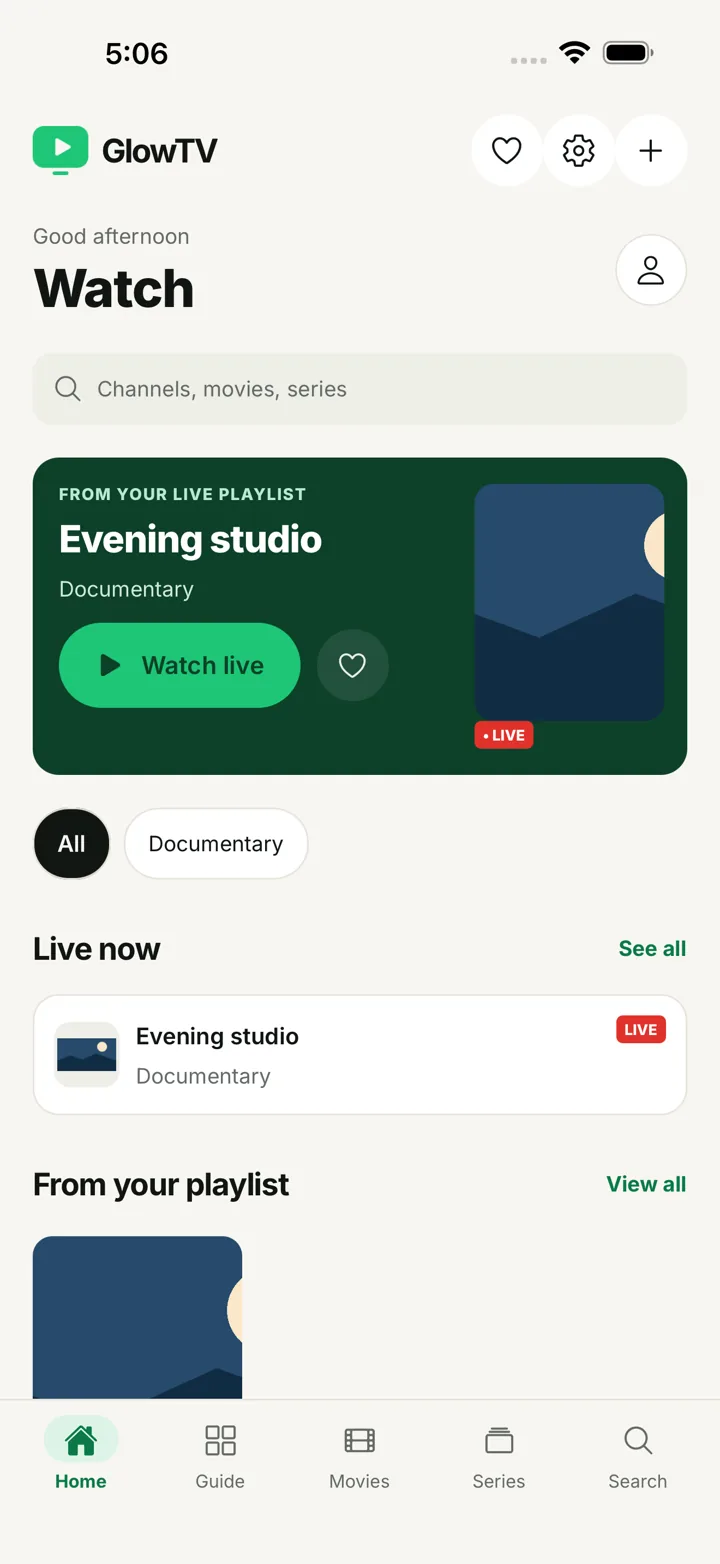 5:06
GlowTV
Good afternoon
Watch
Channels, movies, series
FROM YOUR LIVE PLAYLIST
Evening studio
Documentary
Watch live
• LIVE
All
Documentary
Live now
See all
Evening studio
LIVE
Documentary
From your playlist
View all
Home
Guide
Movies
Series
Search